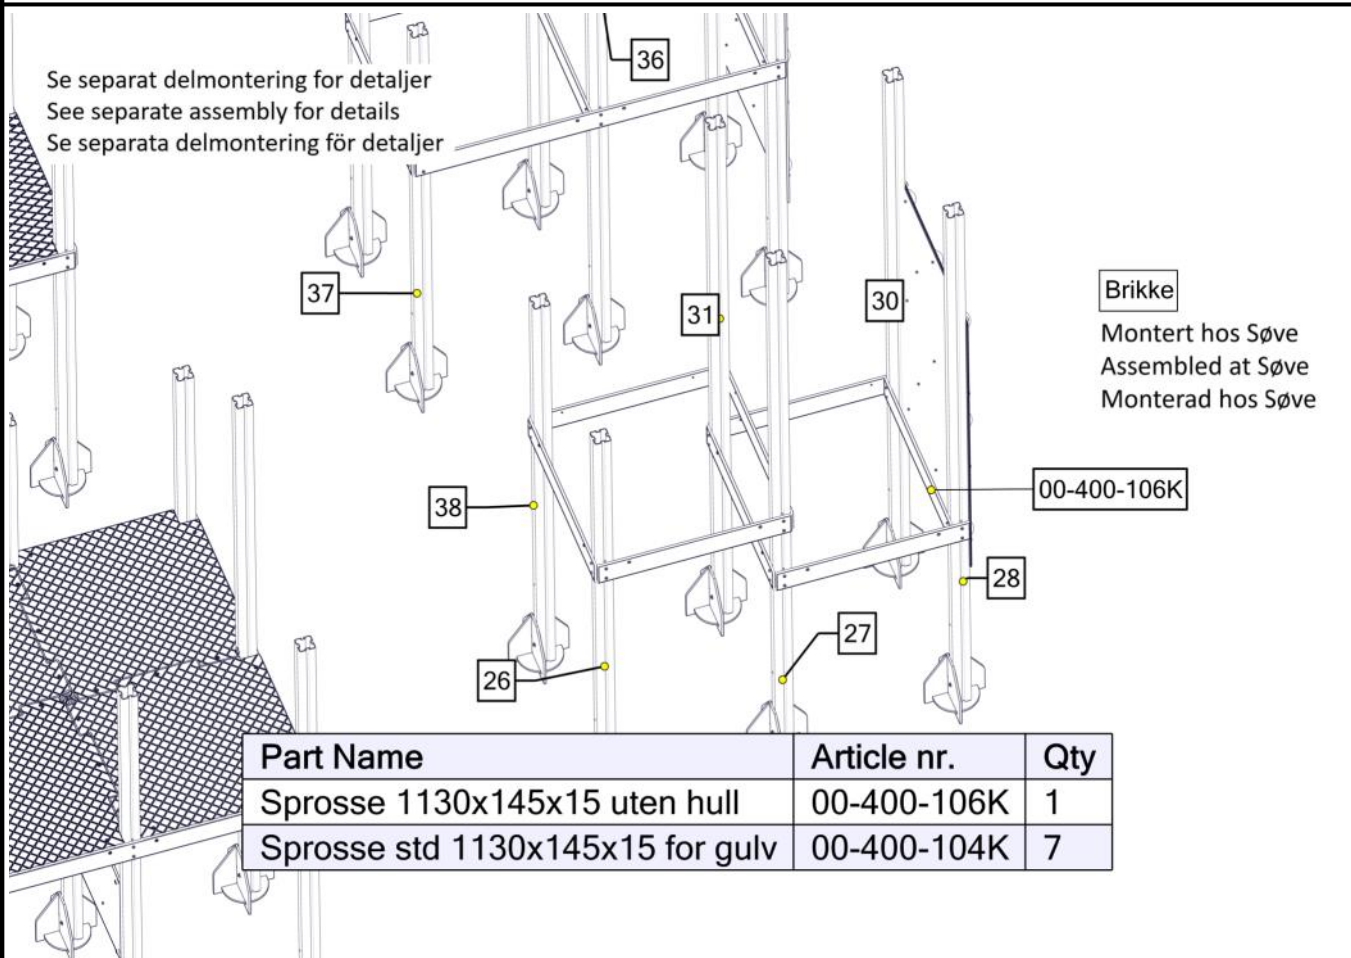 36
Se separat delmontering for detaljer
See separate assembly for details
Se separata delmontering för detaljer
37
31
30
Brikke
Montert hos Søve
Assembled at Søve
Monterad hos Søve
38
00-400-106K
28
27
26
Part Name Article nr. Qty
Sprosse 1130x145x15 uten hull 00-400-106K 1
Sprosse std 1130x145x15 for gulv 00-400-104K 7